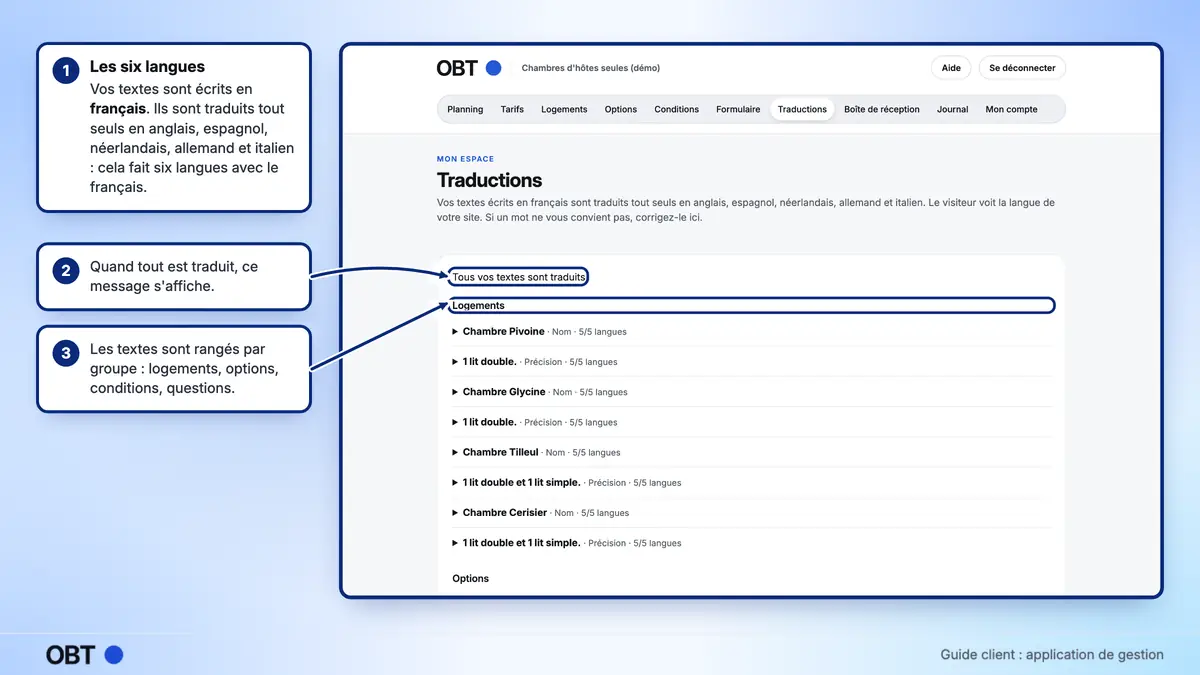 1
Les six langues
Vos textes sont écrits en
français. Ils sont traduits tout
seuls en anglais, espagnol,
néerlandais, allemand et italien
: cela fait six langues avec le
français.
2
Quand tout est traduit, ce
message s'affiche.
3
Les textes sont rangés par
groupe : logements, options,
conditions, questions.
OBT
Chambres d'hôtes seules (démo)
Aide
Se déconnecter
Planning
Tarifs
Logements
Options
Conditions
Formulaire
Traductions
Boîte de réception
Journal
Mon compte
MON ESPACE
Traductions
Vos textes écrits en français sont traduits tout seuls en anglais, espagnol, néerlandais, allemand et italien. Le visiteur voit la langue de
votre site. Si un mot ne vous convient pas, corrigez-le ici.
Tous vos textes sont traduits
Logements
Chambre Pivoine · Nom · 5/5 langues
1 lit double. · Précision · 5/5 langues
Chambre Glycine · Nom · 5/5 langues
1 lit double. · Précision · 5/5 langues
Chambre Tilleul · Nom · 5/5 langues
1 lit double et 1 lit simple. · Précision · 5/5 langues
Chambre Cerisier · Nom · 5/5 langues
1 lit double et 1 lit simple. · Précision · 5/5 langues
Options
OBT
Guide client : application de gestion